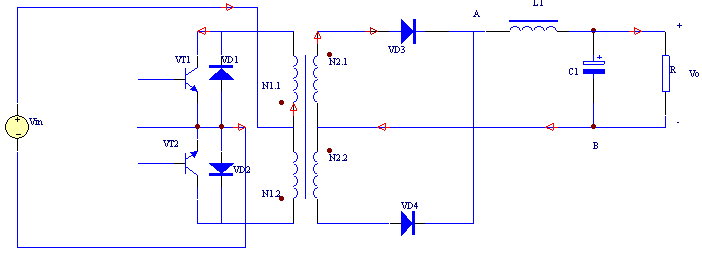 L1
A
+
VD3
VT1
VD1
N2.1
+
C1
R
Vo
N1.1
+
Vin
-
VT2
B
N2.2
VD2
N1.2
VD4